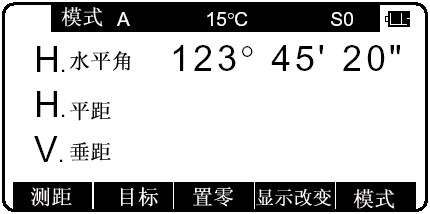 模式 A 15°C S0
H. 水平角 123° 45' 20"
H. 平距
V. 垂距
测距 目标 置零 显示改变 模式